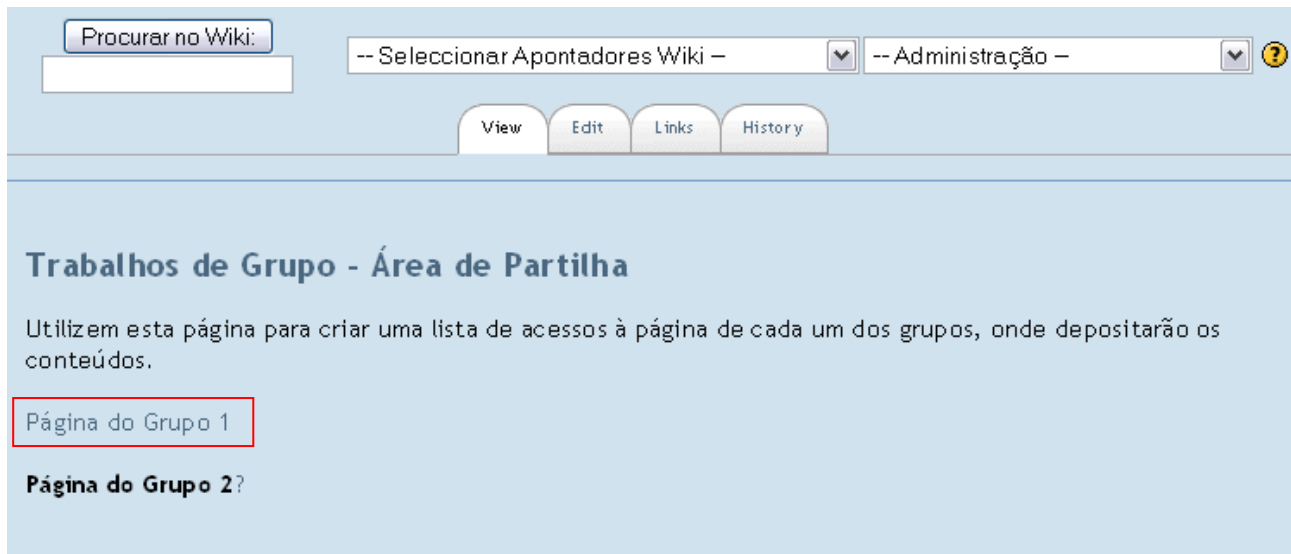 Procurar no Wiki:
-- Seleccionar Apontadores Wiki --
-- Administração --
?
View
Edit
Links
History
Trabalhos de Grupo - Área de Partilha
Utilizem esta página para criar uma lista de acessos à página de cada um dos grupos, onde depositarão os
conteúdos.
Página do Grupo 1
Página do Grupo 2?